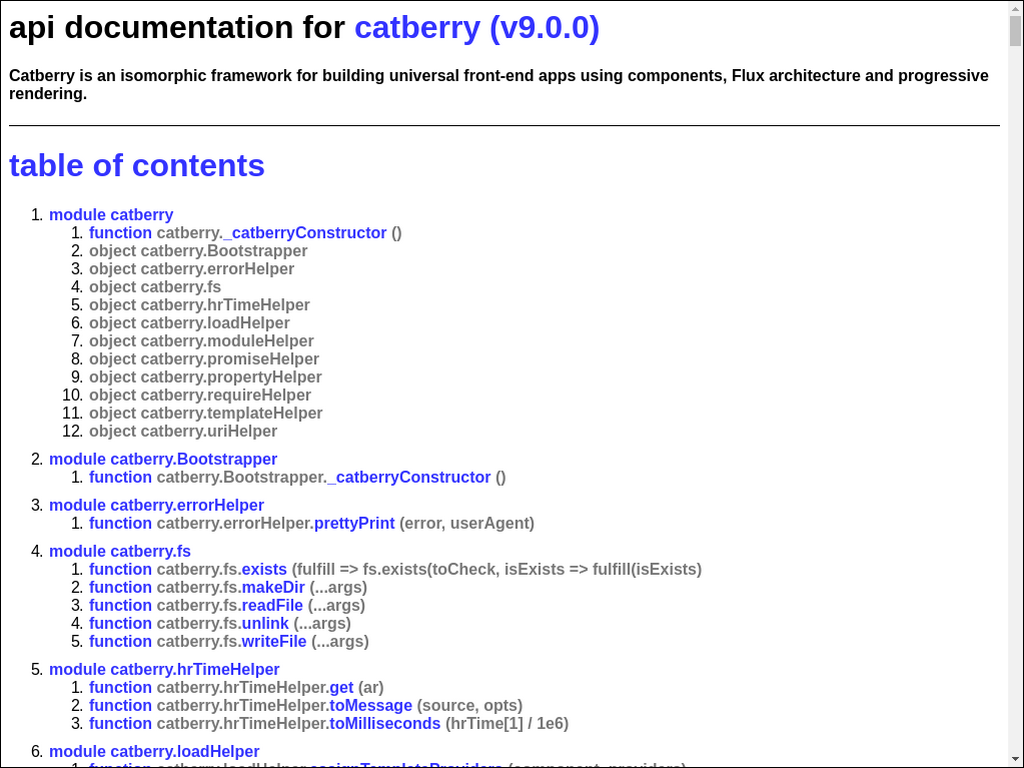 api documentation for catberry (v9.0.0)
Catberry is an isomorphic framework for building universal front-end apps using components, Flux architecture and progressive
rendering.
table of contents
1. module catberry
1. function catberry._catberryConstructor ()
2. object catberry.Bootstrapper
3. object catberry.errorHelper
4. object catberry.fs
5. object catberry.hrTimeHelper
6. object catberry.loadHelper
7. object catberry.moduleHelper
8. object catberry.promiseHelper
9. object catberry.propertyHelper
10. object catberry.requireHelper
11. object catberry.templateHelper
12. object catberry.uriHelper
2. module catberry.Bootstrapper
1. function catberry.Bootstrapper._catberryConstructor ()
3. module catberry.errorHelper
1. function catberry.errorHelper.prettyPrint (error, userAgent)
4. module catberry.fs
1. function catberry.fs.exists (fulfill => fs.exists(toCheck, isExists => fulfill(isExists)
2. function catberry.fs.makeDir (...args)
3. function catberry.fs.readFile (...args)
4. function catberry.fs.unlink (...args)
5. function catberry.fs.writeFile (...args)
5. module catberry.hrTimeHelper
1. function catberry.hrTimeHelper.get (ar)
2. function catberry.hrTimeHelper.toMessage (source, opts)
3. function catberry.hrTimeHelper.toMilliseconds (hrTime[1] / 1e6)
6. module catberry.loadHelper
1. function catberry.loadHelper.assignTemplateProviders (component, providers)